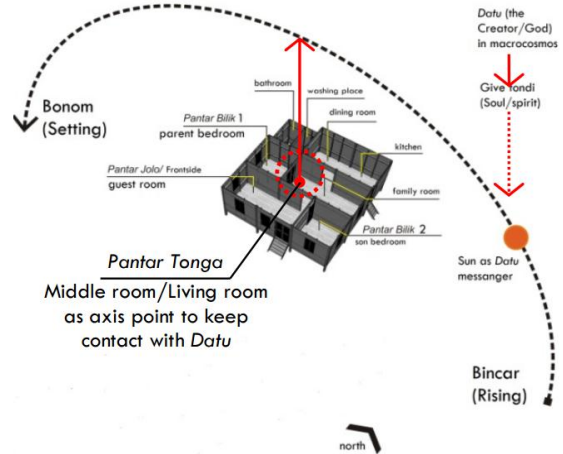 Datu (the
Creator/God)
in macrocosmos
Give tondi
(Soul/spirit)
bathroom
washing place
dining room
kitchen
Bonom
(Setting)
Pantar Bilik 1
parent bedroom
Pantar Jolo/ Frontside
guest room
family room
Pantar Bilik 2
son bedroom
Pantar Tonga
Middle room/Living room
as axis point to keep
contact with Datu
Sun as Datu
messanger
Bincar
(Rising)
north